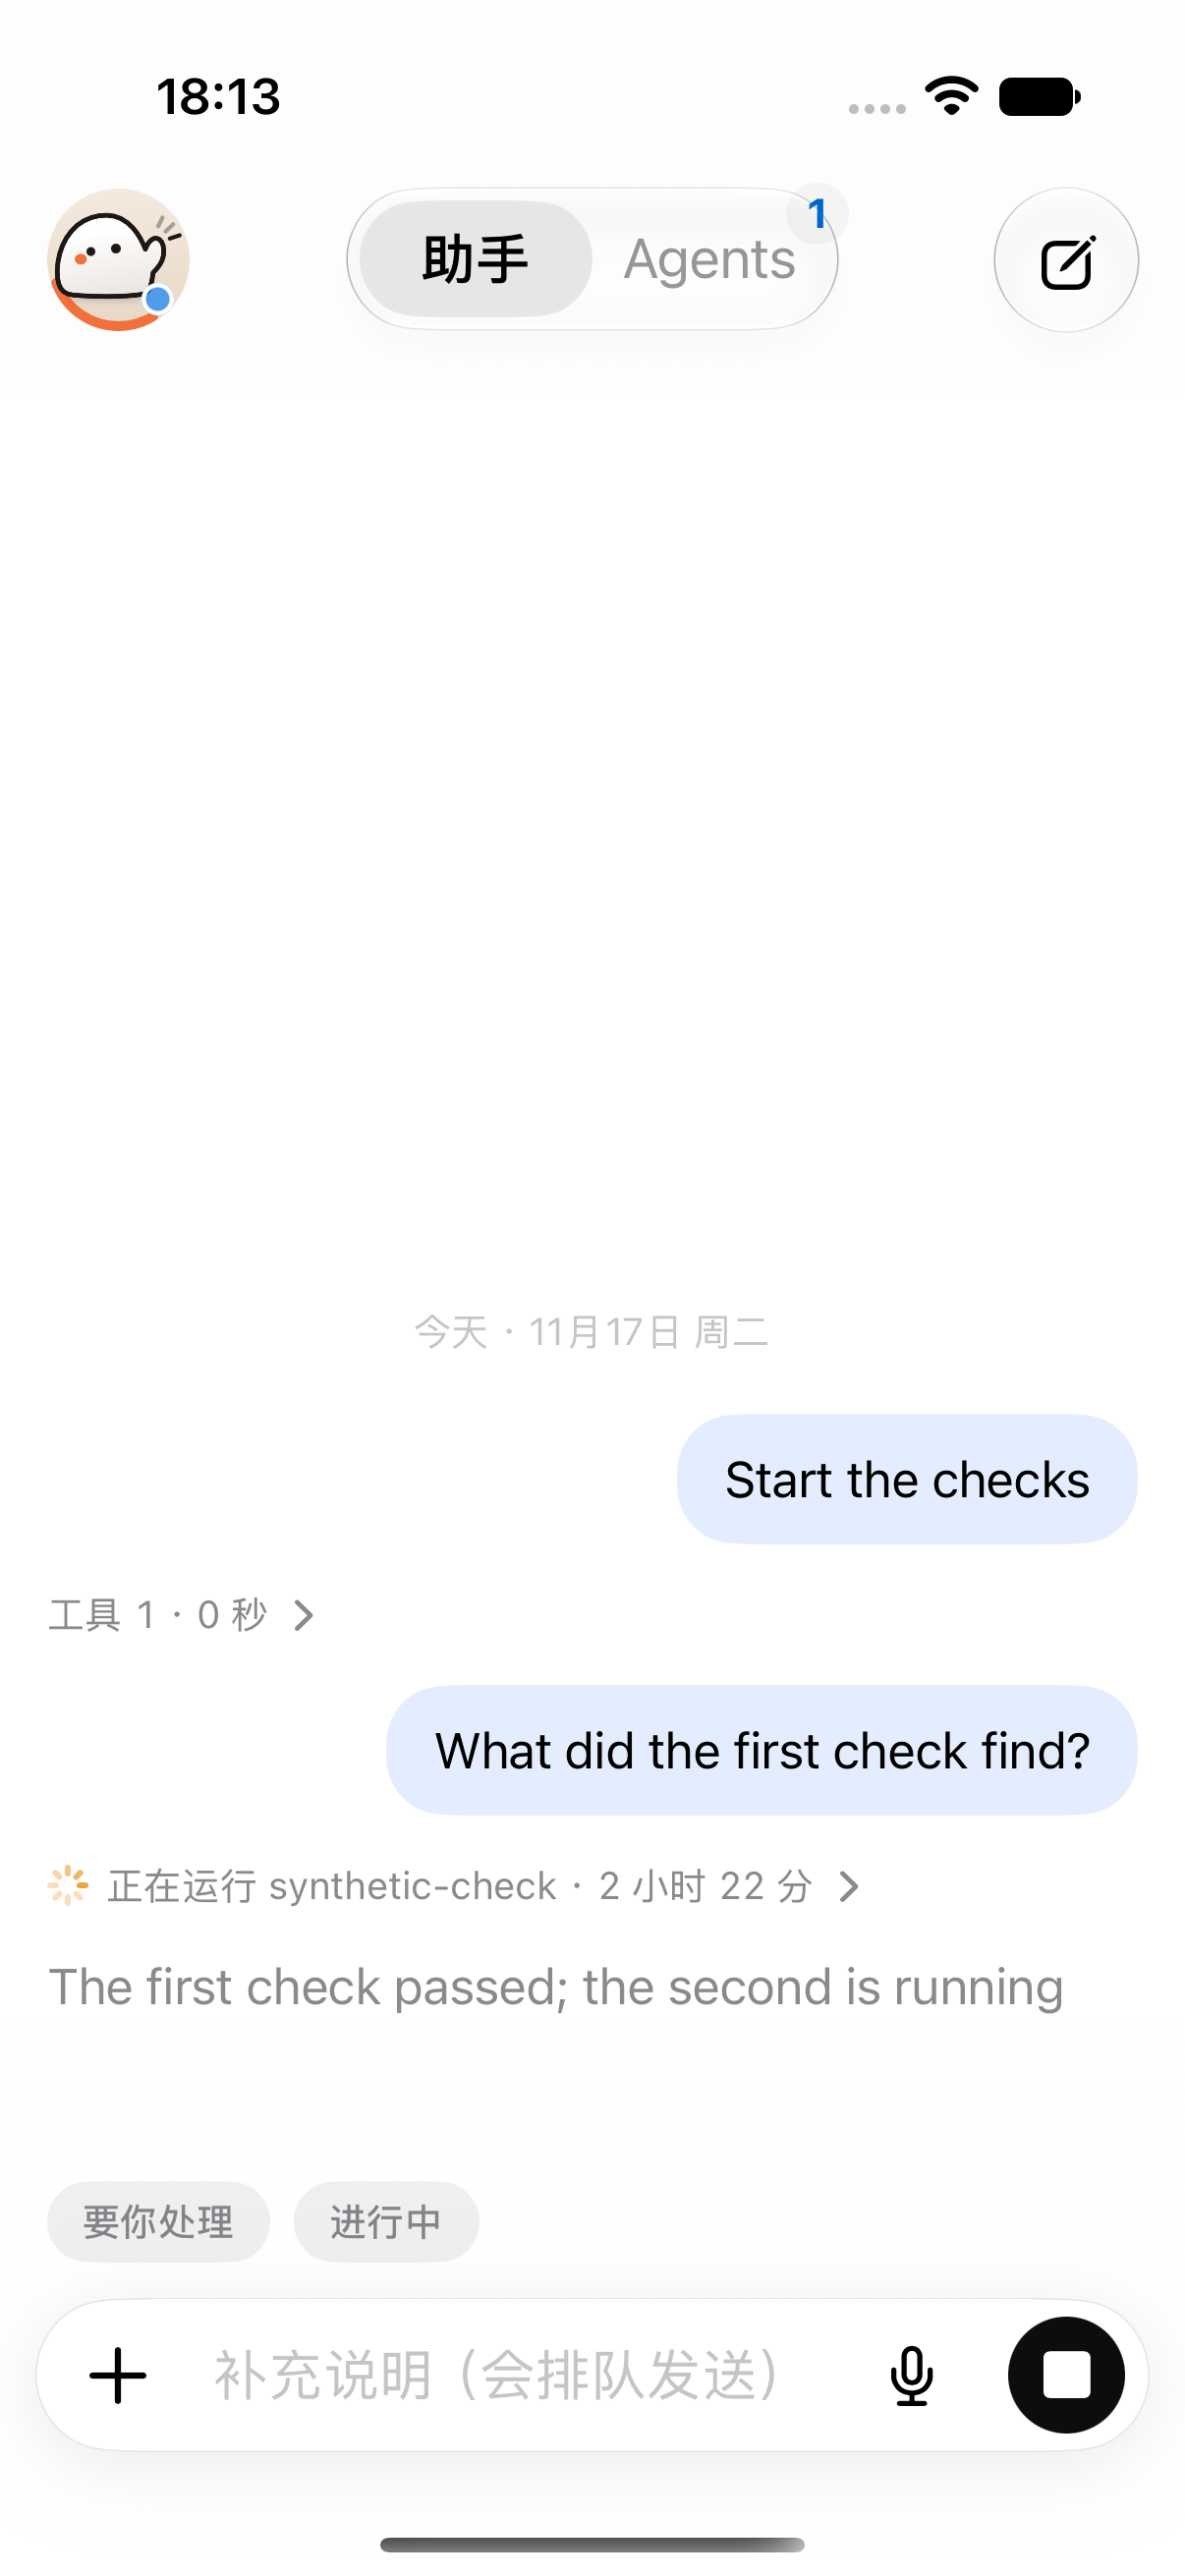 18:13
助手
Agents
1
今天 · 11月17日 周二
Start the checks
工具 1 · 0 秒
What did the first check find?
正在运行 synthetic-check · 2 小时 22 分
The first check passed; the second is running
要你处理
进行中
补充说明（会排队发送）